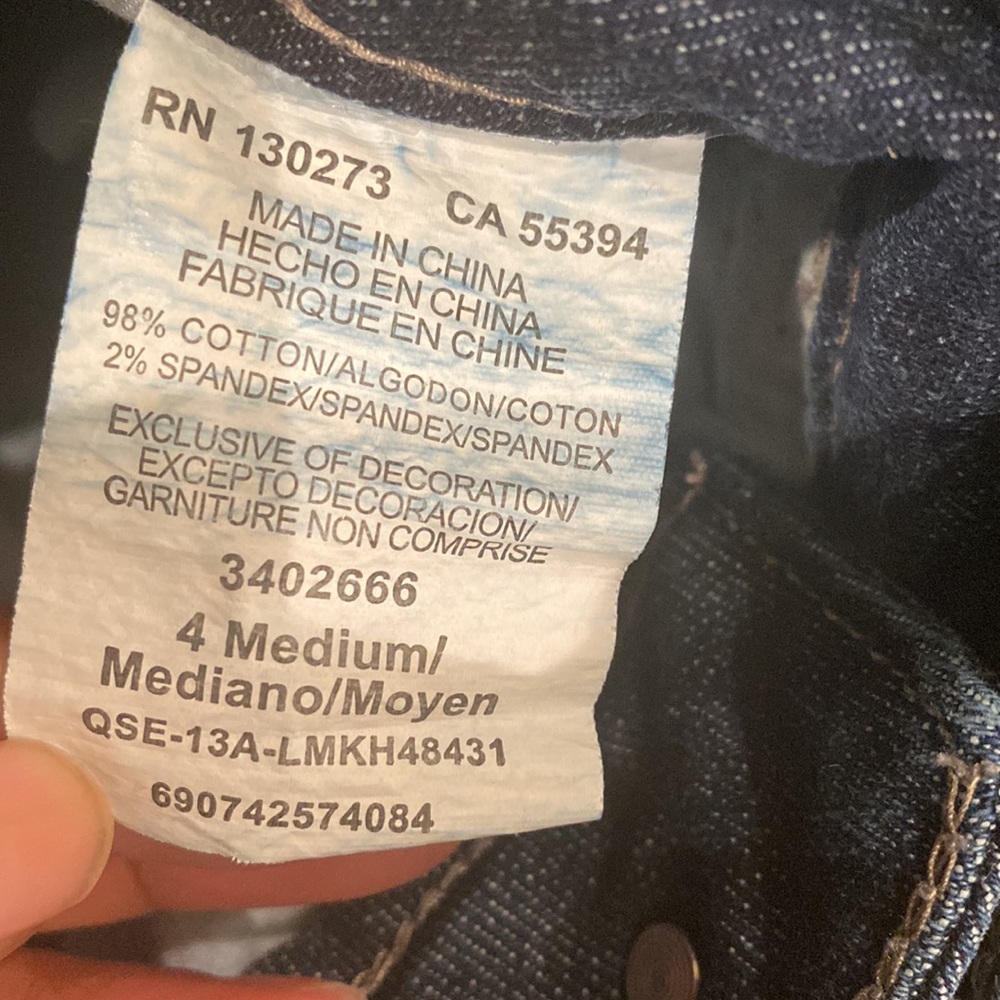 RN 130273 CA 55394
MADE IN CHINA
HECHO EN CHINA
FABRIQUE EN CHINE
98% COTTON/ALGODON/COTON
2% SPANDEX/SPANDEX/SPANDEX
EXCLUSIVE OF DECORATION/
EXCEPTO DECORACION/
GARNITURE NON COMPRISE
3402666
4 Medium/
Mediano/Moyen
QSE-13A-LMKH48431
690742574084